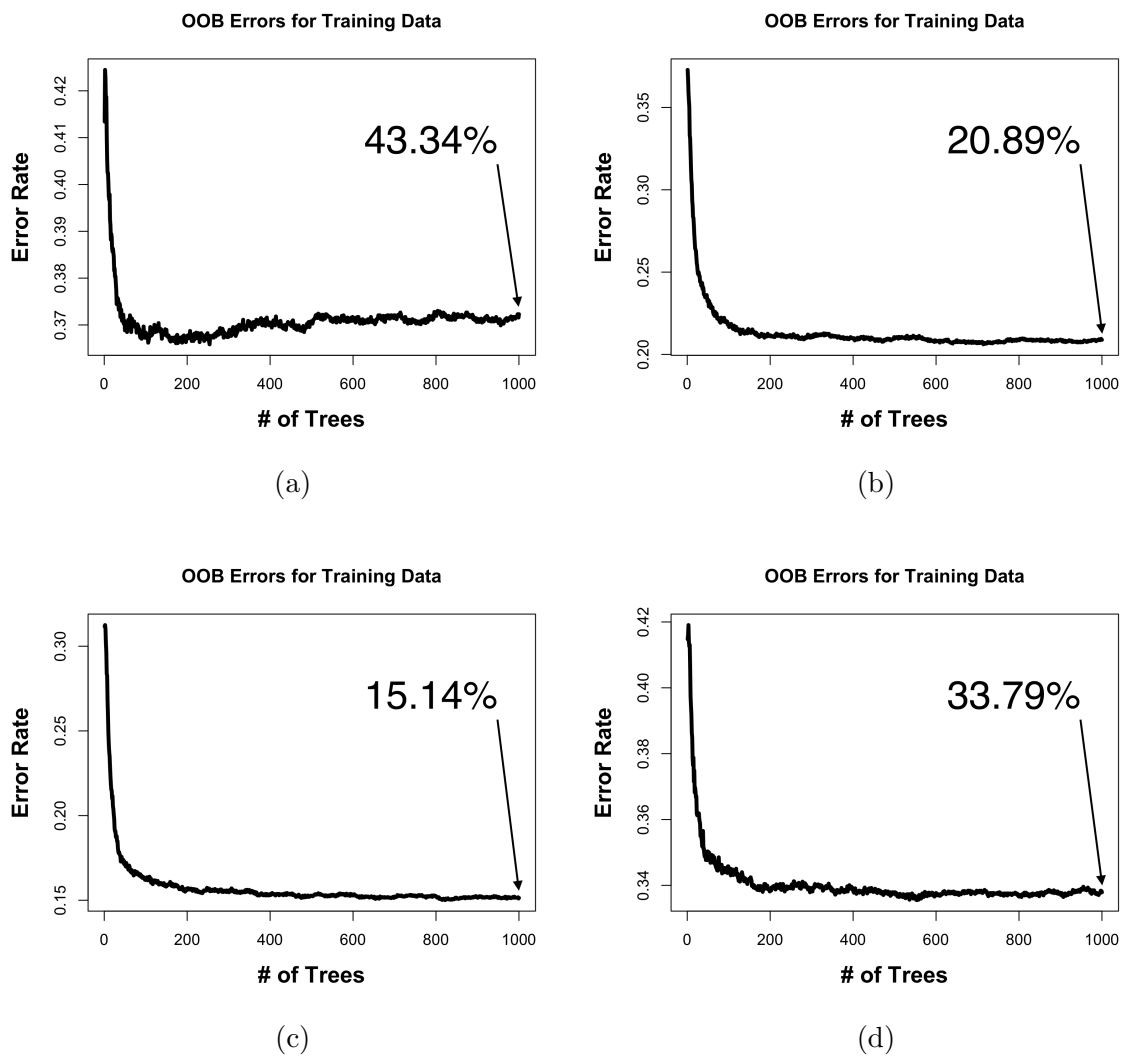 OOB Errors for Training Data
Error Rate
0.42
0.41
0.40
0.39
0.38
0.37
43.34%
0 200 400 600 800 1000
# of Trees
(a)
OOB Errors for Training Data
Error Rate
0.35
0.30
0.25
0.20
20.89%
0 200 400 600 800 1000
# of Trees
(b)
OOB Errors for Training Data
Error Rate
0.30
0.25
0.20
0.15
15.14%
0 200 400 600 800 1000
# of Trees
(c)
OOB Errors for Training Data
Error Rate
0.42
0.40
0.38
0.36
0.34
33.79%
0 200 400 600 800 1000
# of Trees
(d)